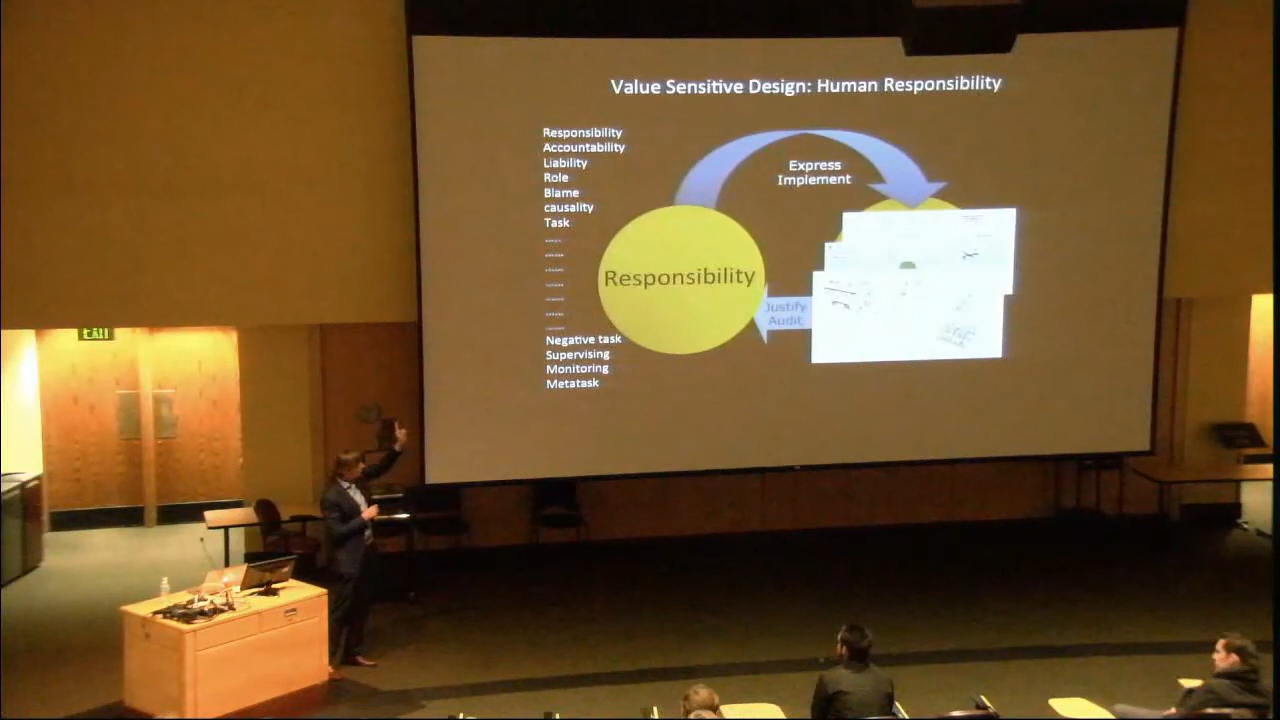 Value Sensitive Design: Human Responsibility
Responsibility
Accountability
Liability
Role
Blame
causality
Task
Negative task
Supervising
Monitoring
Metatask
Express
Implement
Responsibility
Justify
Audit
EXIT